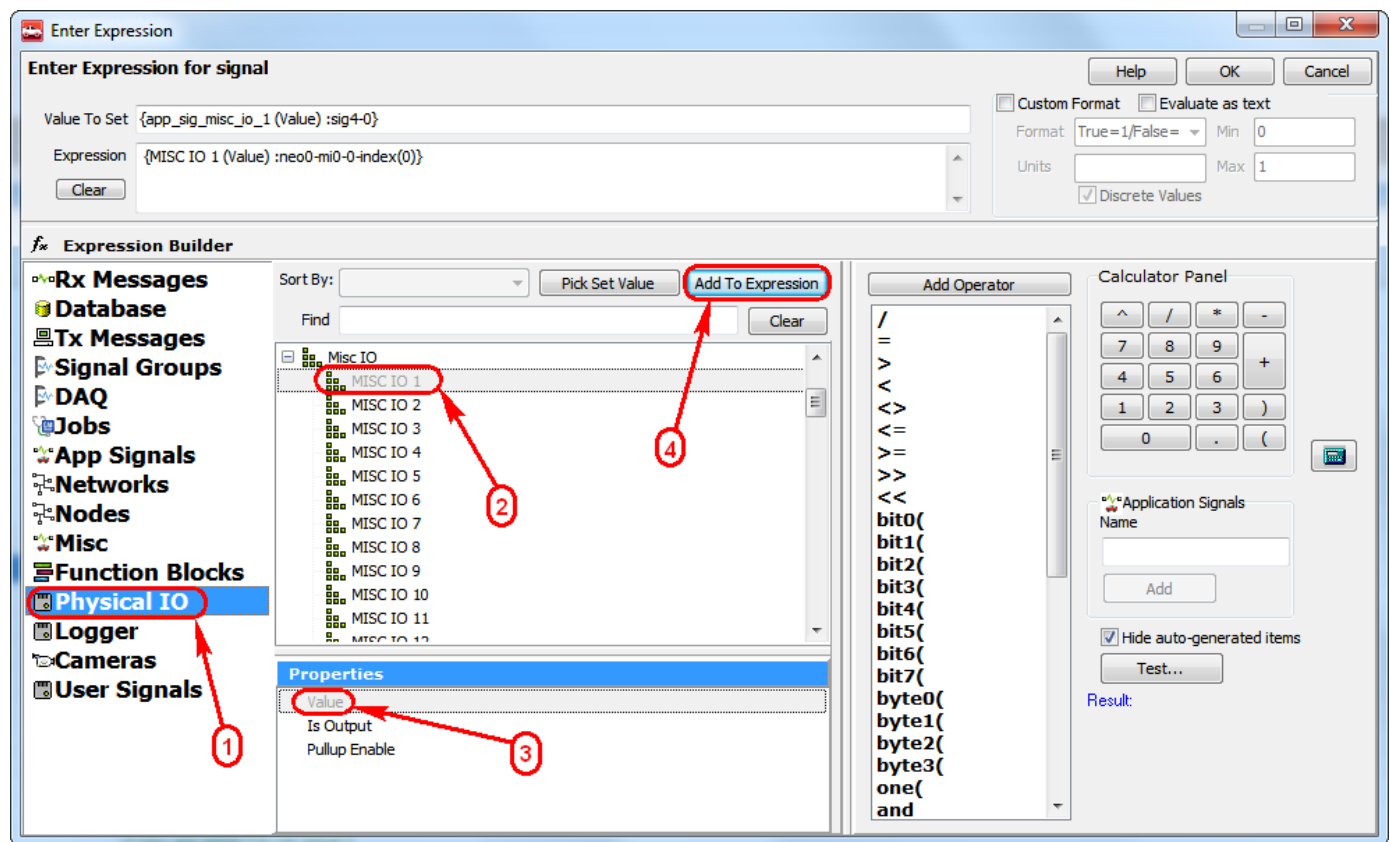 Enter Expression
Enter Expression for signal
Help
OK
Cancel
Value To Set
{app_sig_misc_io_1 (Value) :sig4-0}
Expression
{MISC IO 1 (Value) :neo0-mi0-0-index(0)}
Clear
Custom Format
Evaluate as text
Format
True=1/False=
Min
0
Units
Max
1
Discrete Values
fx Expression Builder
Rx Messages
Database
Tx Messages
Signal Groups
DAQ
Jobs
App Signals
Networks
Nodes
Misc
Function Blocks
Physical IO
Logger
Cameras
User Signals
1
Sort By:
Pick Set Value
Add To Expression
Find
Clear
Misc IO
MISC IO 1
MISC IO 2
MISC IO 3
MISC IO 4
MISC IO 5
MISC IO 6
MISC IO 7
MISC IO 8
MISC IO 9
MISC IO 10
MISC IO 11
MISC IO 12
4
2
Properties
Value
Is Output
Pullup Enable
3
Add Operator
/
=
>
<
<>
<=
>=
>>
<<
bit0(
bit1(
bit2(
bit3(
bit4(
bit5(
bit6(
bit7(
byte0(
byte1(
byte2(
byte3(
one(
and
Calculator Panel
^ / * -
7 8 9 +
4 5 6
1 2 3 )
0 . (
Application Signals
Name
Add
Hide auto-generated items
Test...
Result: